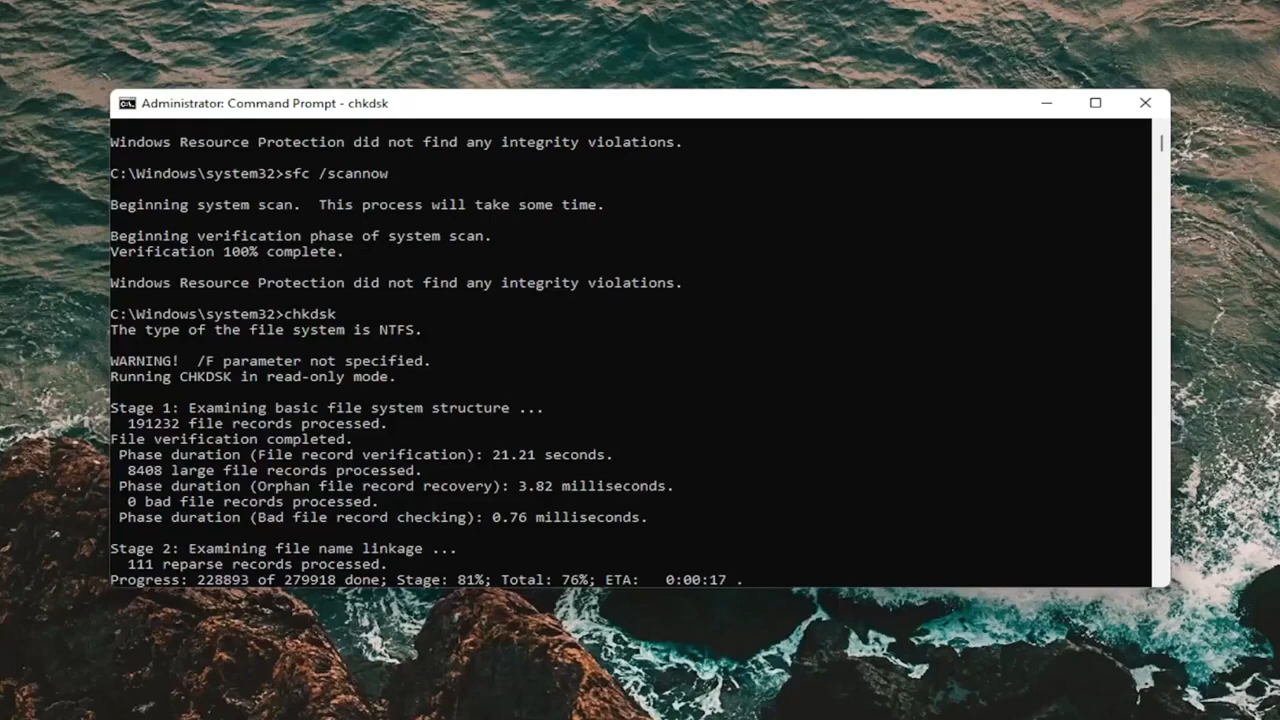 Administrator: Command Prompt - chkdsk
Windows Resource Protection did not find any integrity violations.
C:\Windows\system32>sfc /scannow
Beginning system scan.  This process will take some time.
Beginning verification phase of system scan.
Verification 100% complete.
Windows Resource Protection did not find any integrity violations.
C:\Windows\system32>chkdsk
The type of the file system is NTFS.
WARNING!  /F parameter not specified.
Running CHKDSK in read-only mode.
Stage 1: Examining basic file system structure ...
191232 file records processed.
File verification completed.
Phase duration (File record verification): 21.21 seconds.
8408 large file records processed.
Phase duration (Orphan file record recovery): 3.82 milliseconds.
0 bad file records processed.
Phase duration (Bad file record checking): 0.76 milliseconds.
Stage 2: Examining file name linkage ...
111 reparse records processed.
Progress: 228893 of 279918 done; Stage: 81%; Total: 76%; ETA:   0:00:17 .